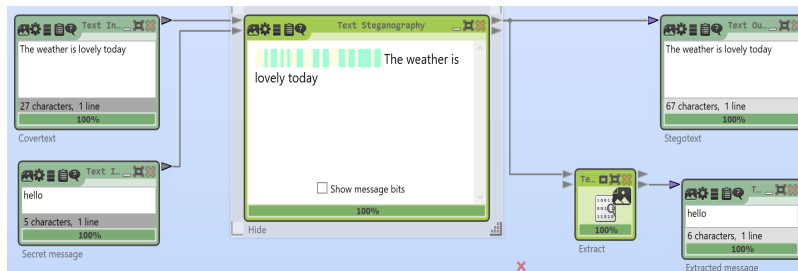 Text In…
The weather is lovely today
27 characters, 1 line
100%
Covertext
Text I…
hello
5 characters, 1 line
100%
Secret message
Text Steganography
The weather is
lovely today
Show message bits
100%
Hide
Te…
100%
Extract
Text Ou…
The weather is lovely today
67 characters, 1 line
100%
Stegotext
T…
hello
6 characters, 1 line
100%
Extracted message